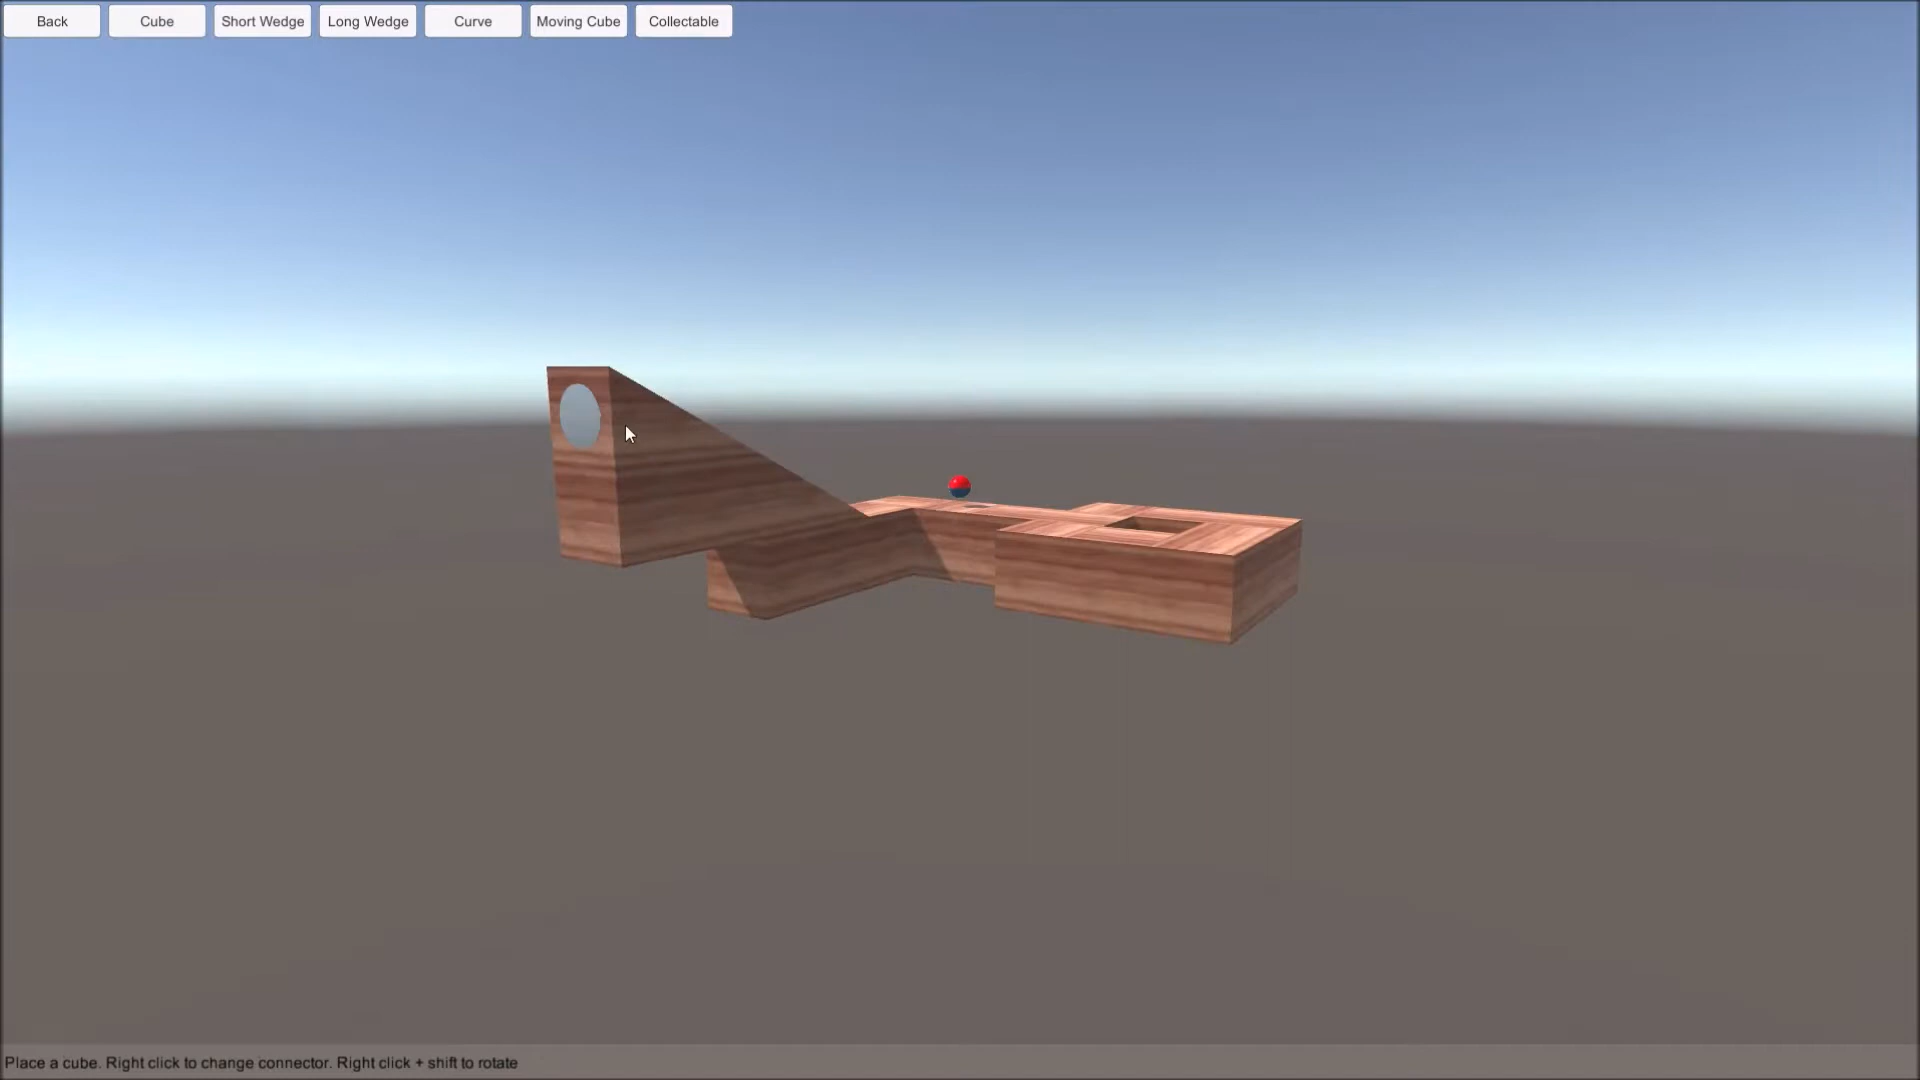 Back
Cube
Short Wedge
Long Wedge
Curve
Moving Cube
Collectable
Place a cube. Right click to change connector. Right click + shift to rotate